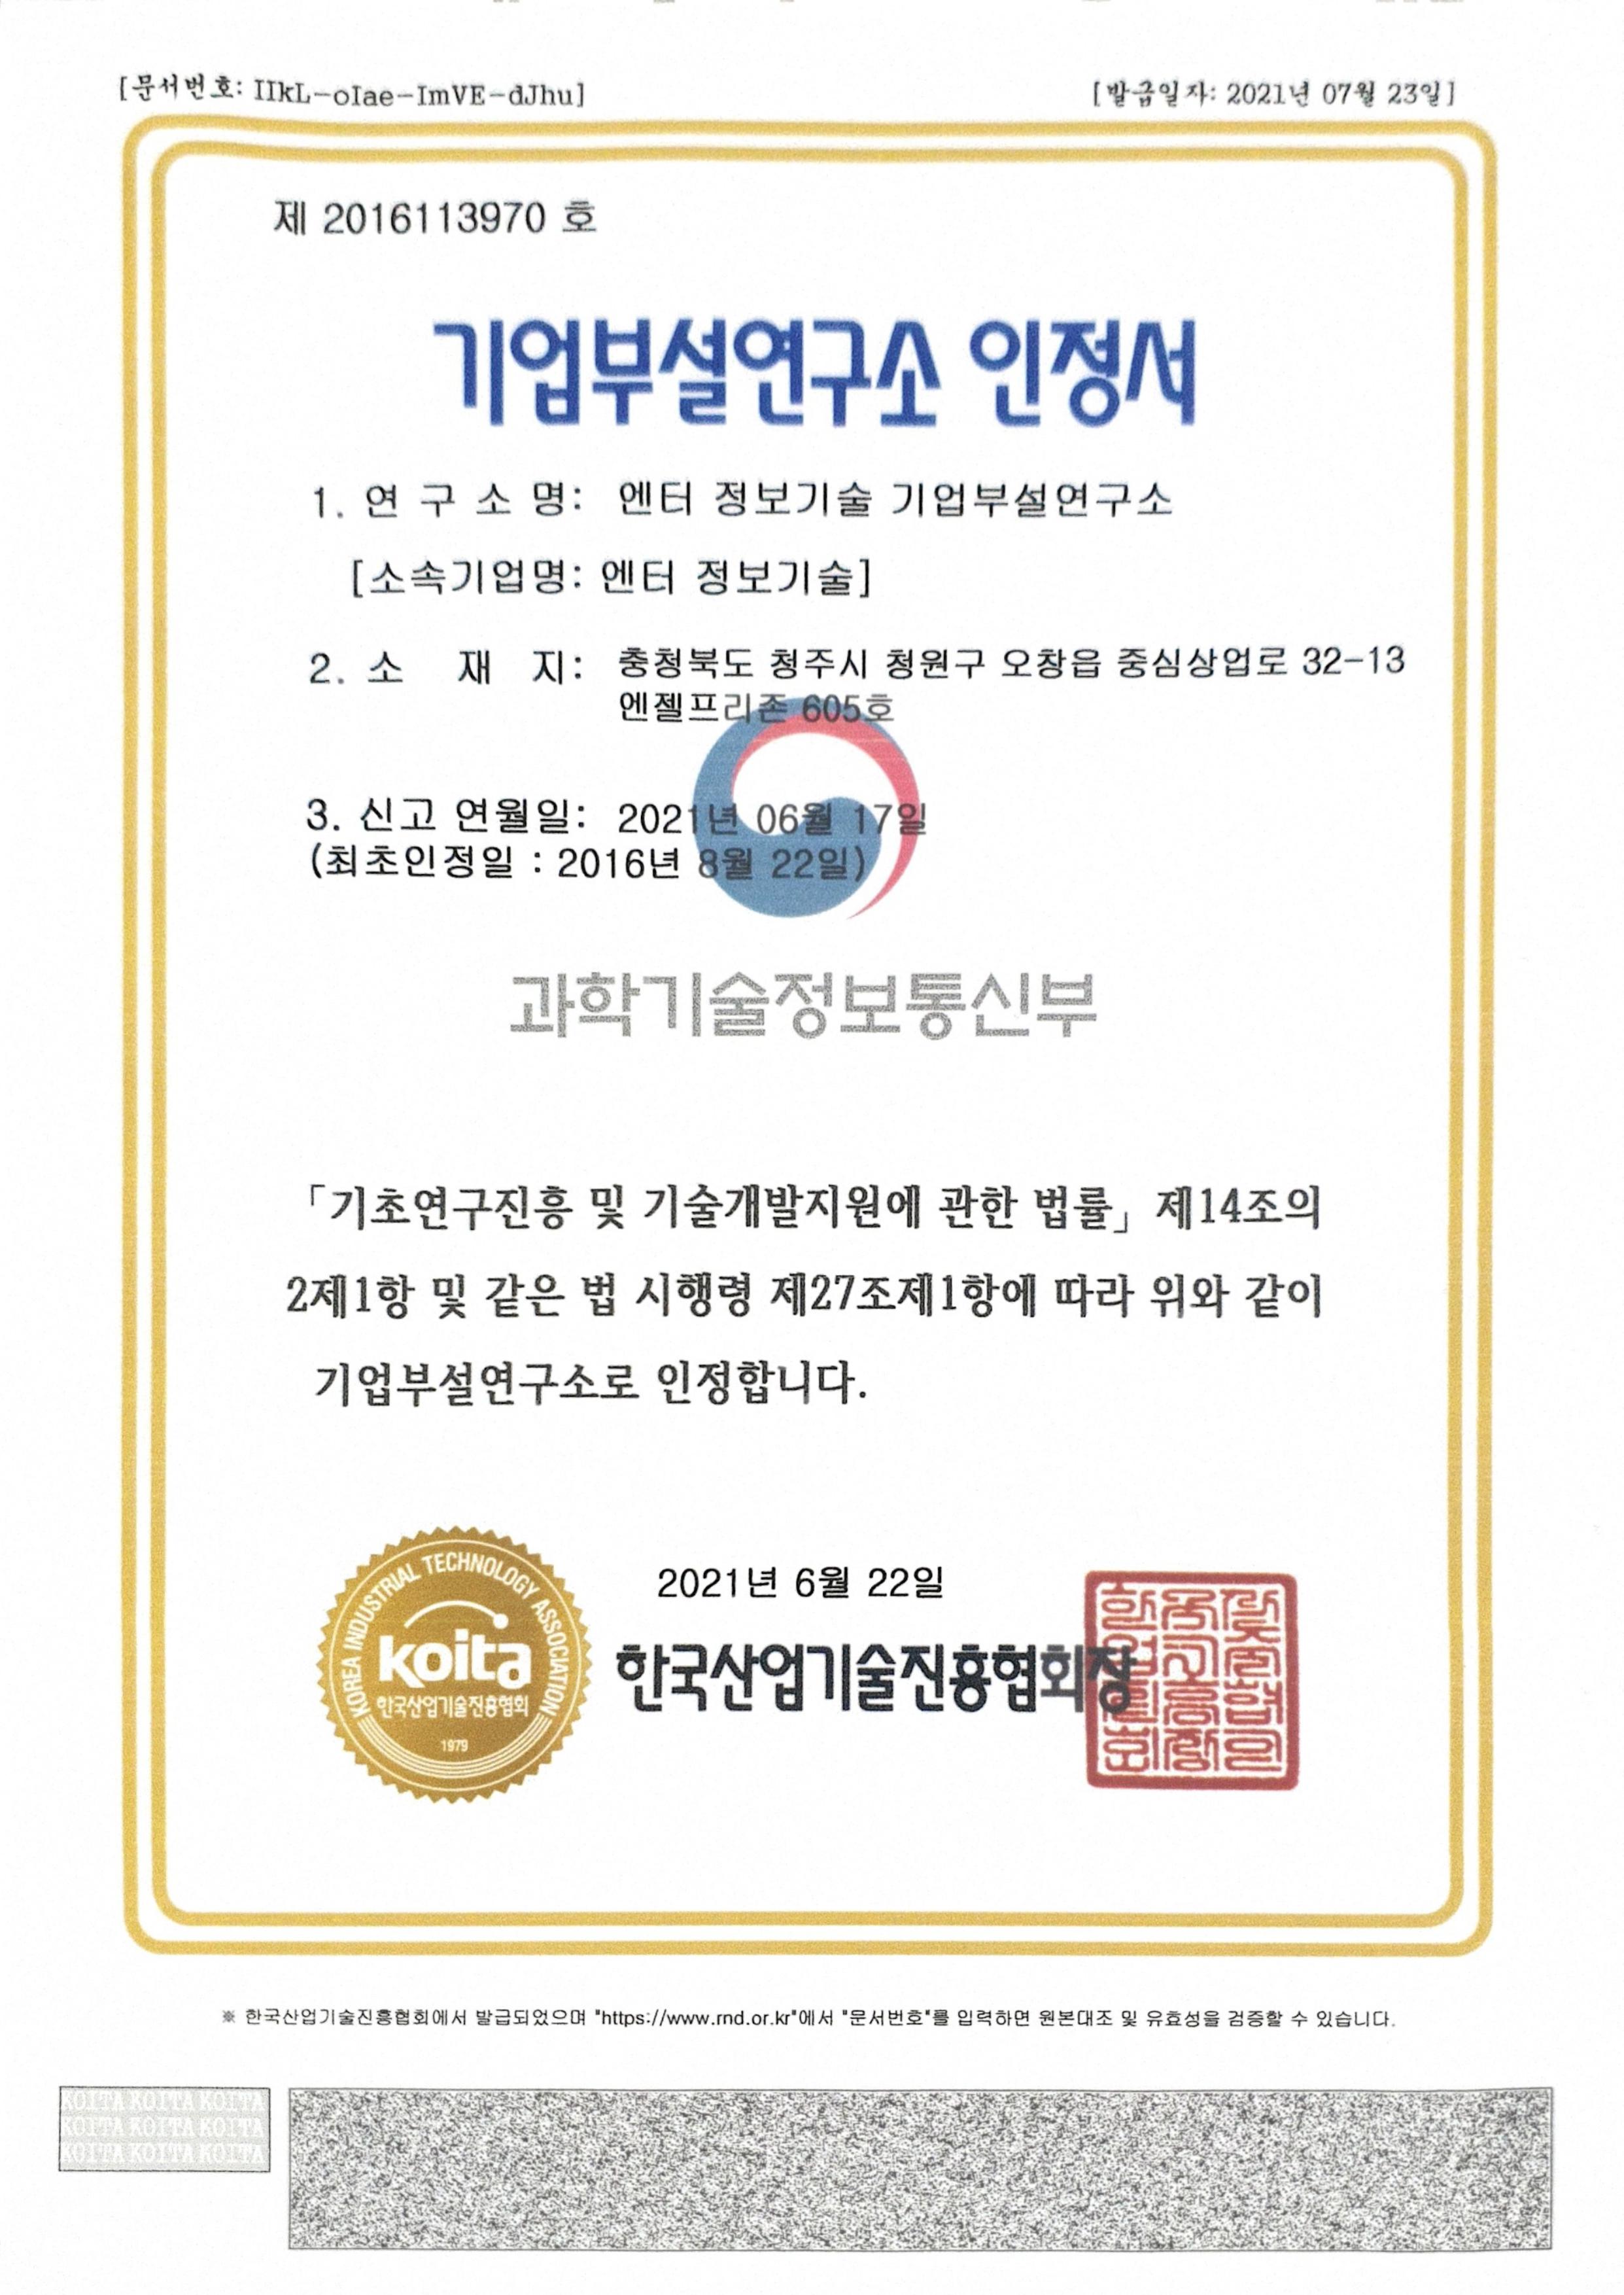 [문서번호: IIkL-oIae-ImVE-dJhu]
[발급일자: 2021년 07월 23일]
제 2016113970 호
기업부설연구소 인정서
1. 연 구 소 명: 엔터 정보기술 기업부설연구소
[소속기업명: 엔터 정보기술]
2. 소 재 지: 충청북도 청주시 청원구 오창읍 중심상업로 32-13
엔젤프리존 605호
3. 신고 연월일: 2021년 06월 17일
(최초인정일 : 2016년 8월 22일)
과학기술정보통신부
「기초연구진흥 및 기술개발지원에 관한 법률」 제14조의
2제1항 및 같은 법 시행령 제27조제1항에 따라 위와 같이
기업부설연구소로 인정합니다.
2021년 6월 22일
한국산업기술진흥협회장
KOREA INDUSTRIAL TECHNOLOGY ASSOCIATION
koita
한국산업기술진흥협회
1979
※ 한국산업기술진흥협회에서 발급되었으며 "https://www.rnd.or.kr"에서 "문서번호"를 입력하면 원본대조 및 유효성을 검증할 수 있습니다.
KOITA KOITA KOITA
KOITA KOITA KOITA
KOITA KOITA KOITA